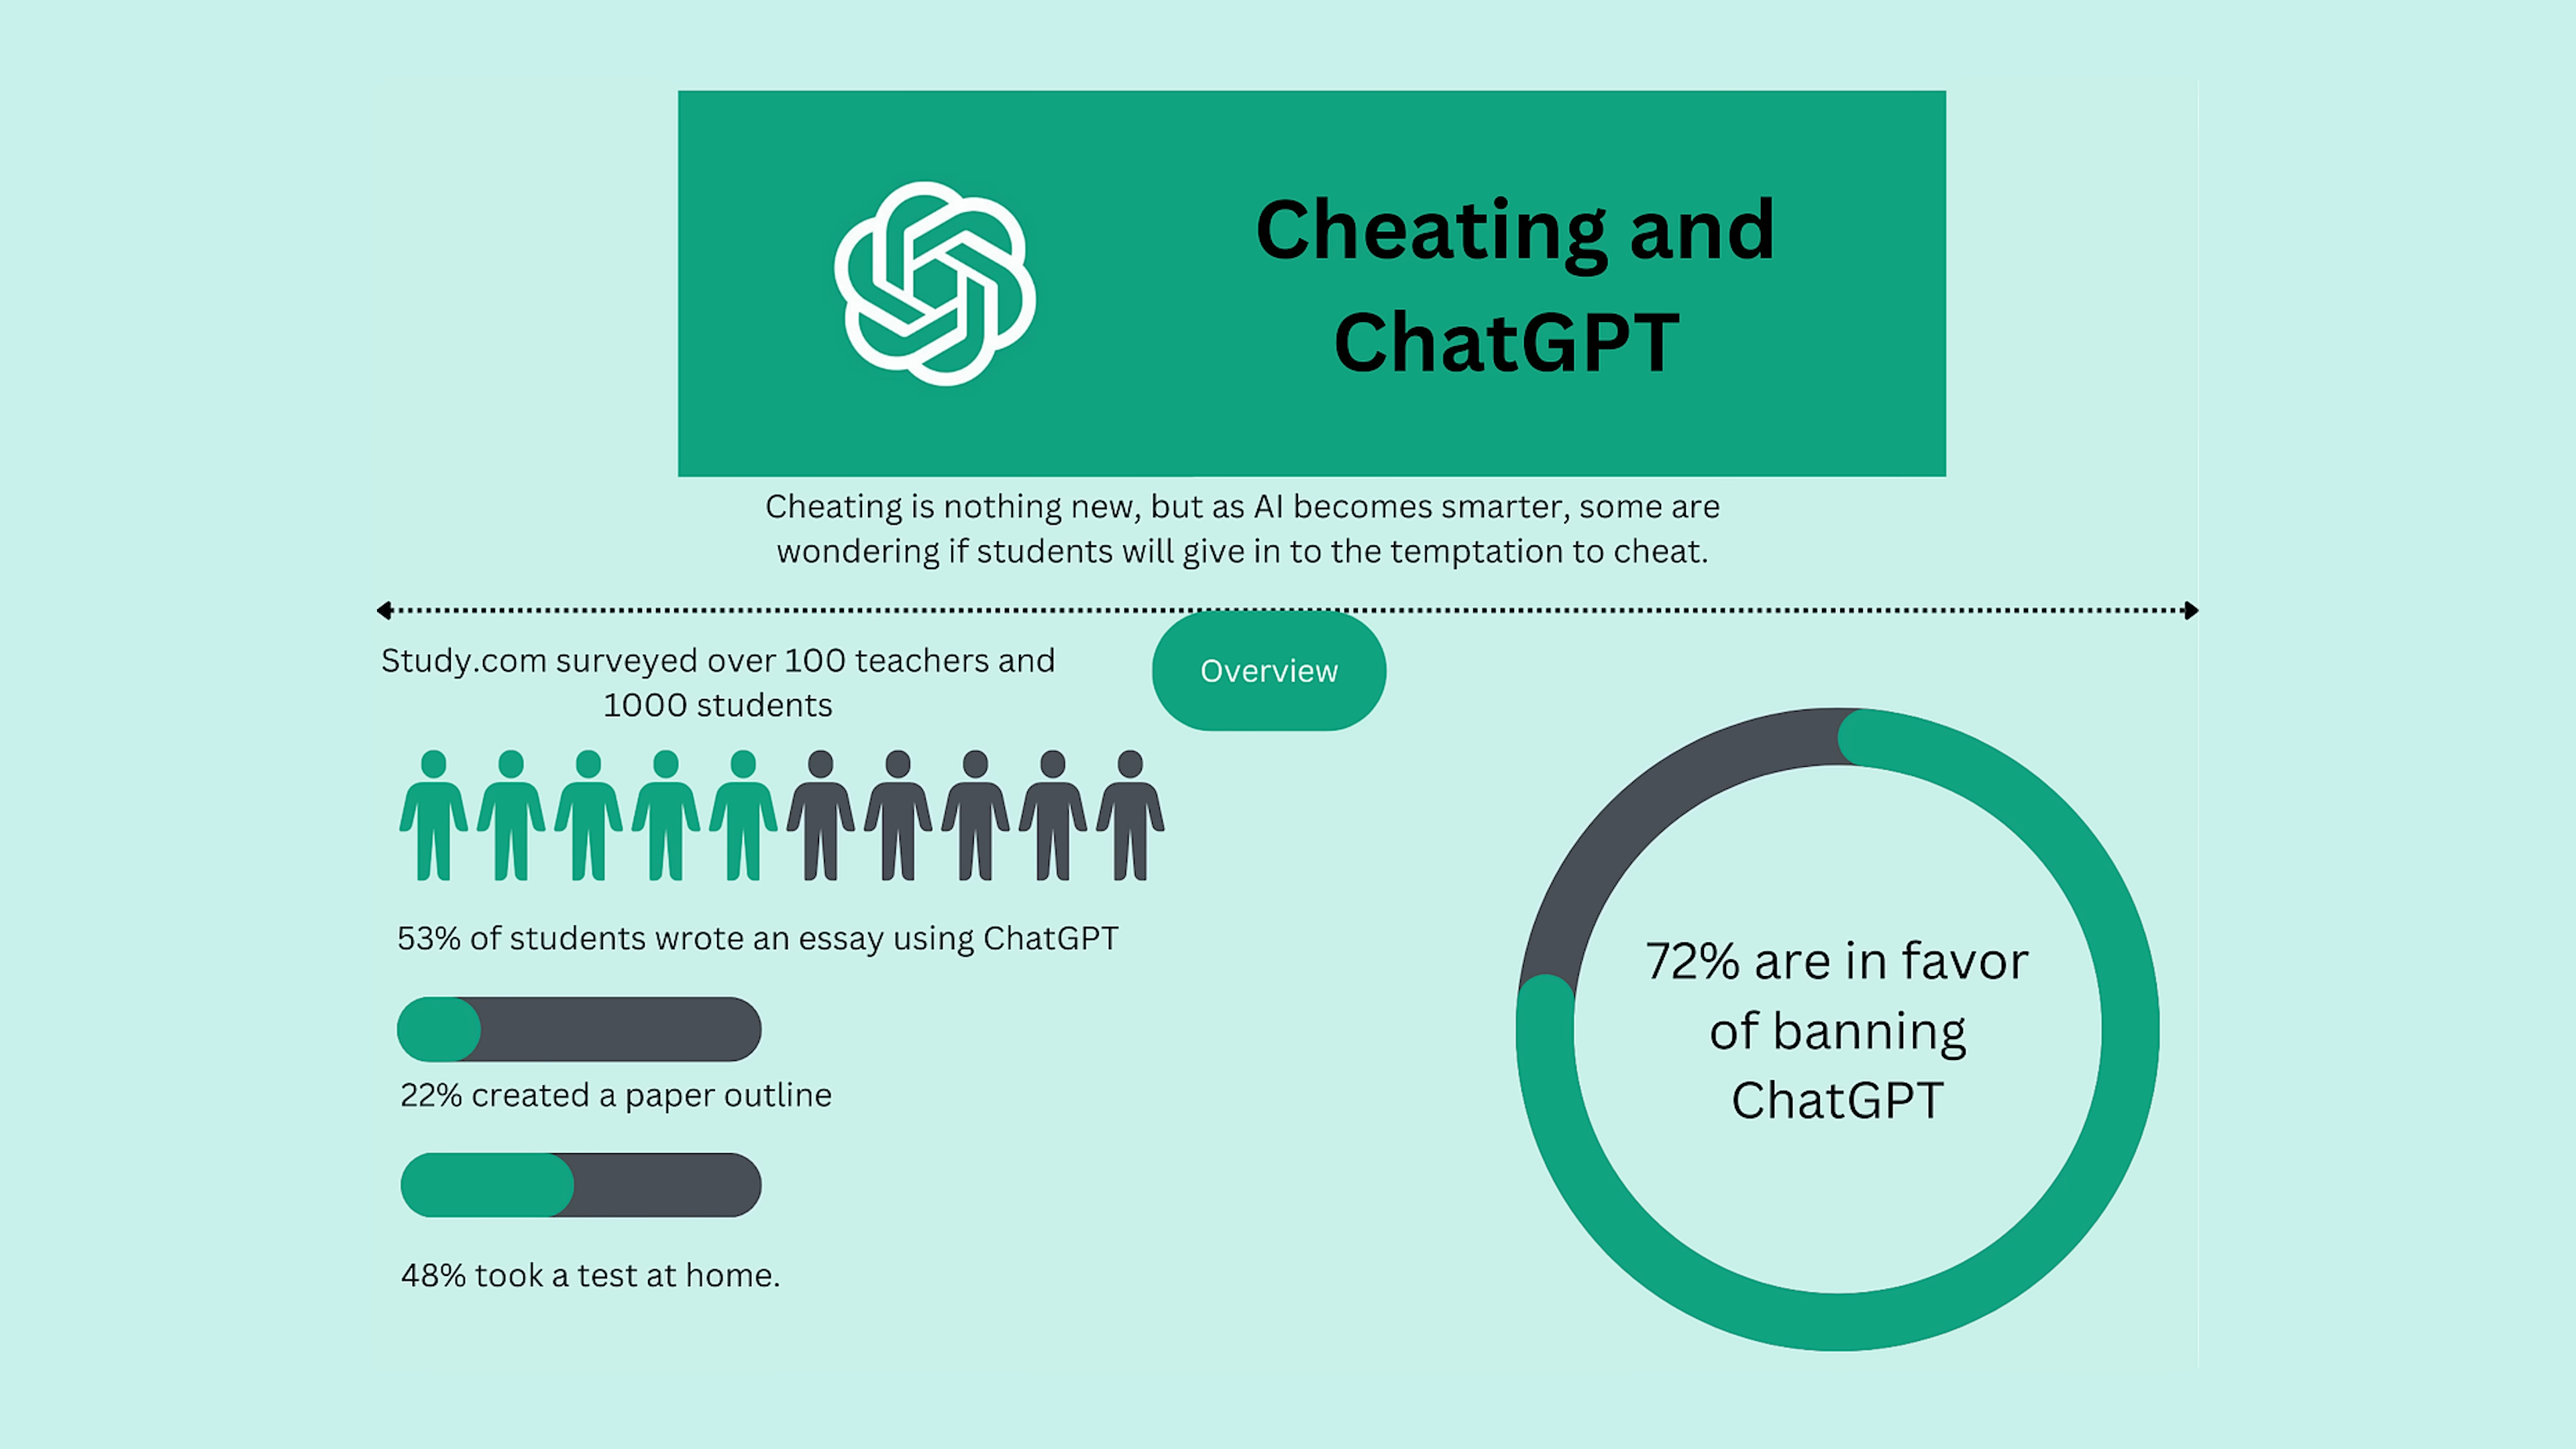 Cheating and
ChatGPT
Cheating is nothing new, but as AI becomes smarter, some are
wondering if students will give in to the temptation to cheat.
Overview
Study.com surveyed over 100 teachers and
1000 students
53% of students wrote an essay using ChatGPT
22% created a paper outline
48% took a test at home.
72% are in favor
of banning
ChatGPT